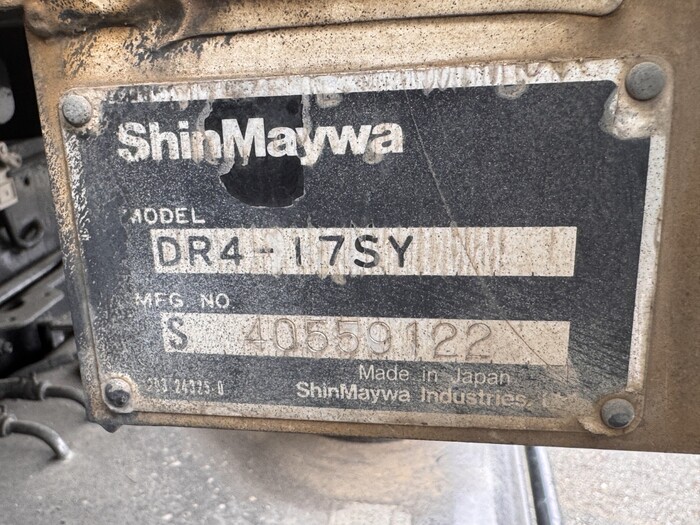 ShinMaywa
MODEL
DR4-17SY
MFG NO
S 40559122
Made in Japan
ShinMaywa Industries,